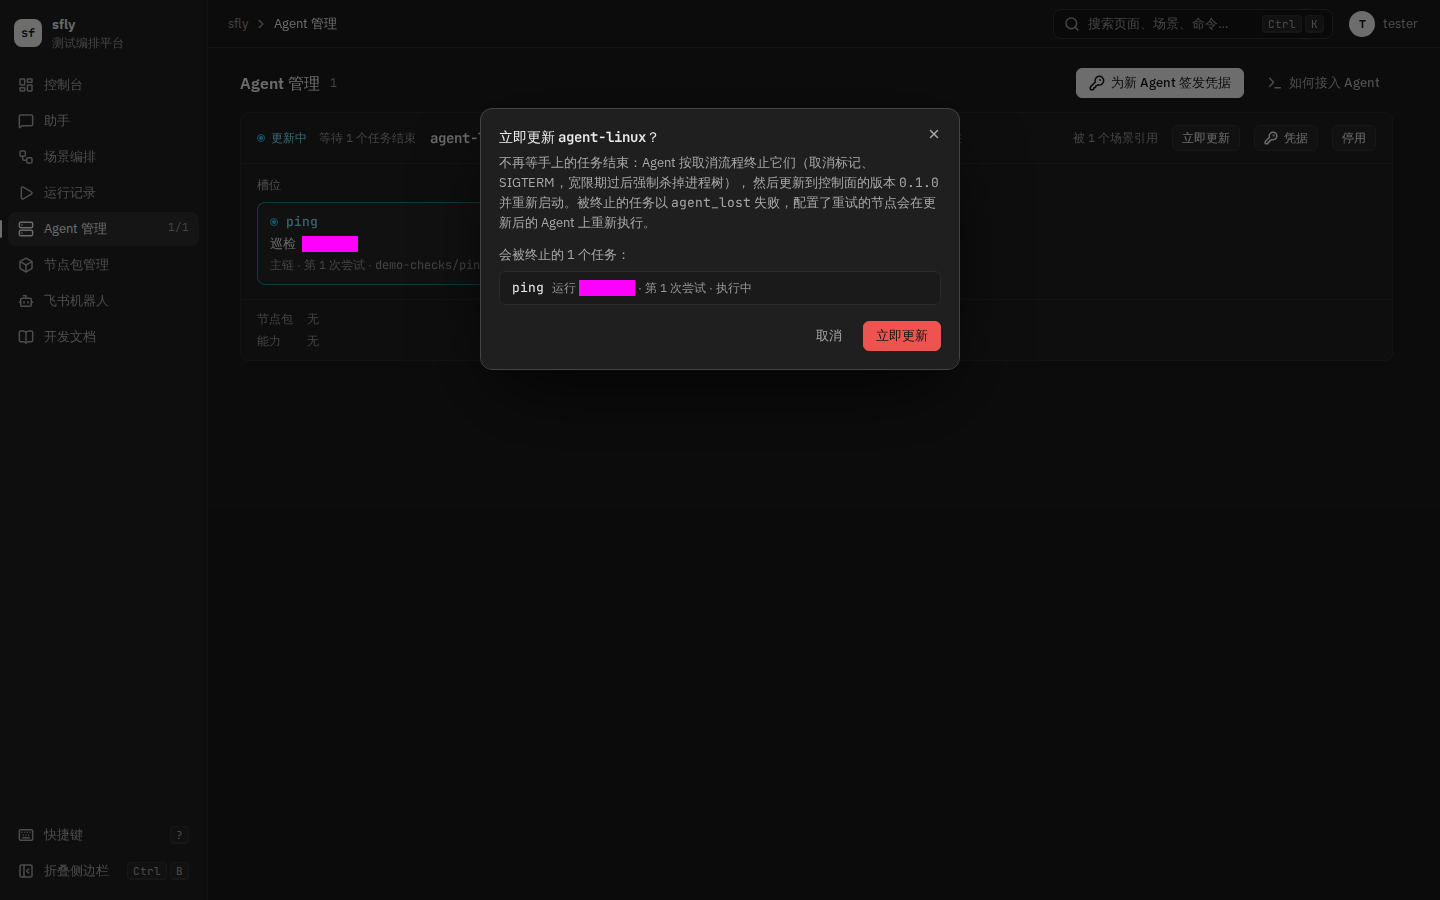 sf
sfly
测试编排平台
控制台
助手
场景编排
运行记录
Agent 管理 1/1
节点包管理
飞书机器人
开发文档
快捷键 ?
折叠侧边栏 Ctrl B
sfly > Agent 管理
搜索页面、场景、命令... Ctrl K
T tester
Agent 管理 1
为新 Agent 签发凭据
如何接入 Agent
更新中 等待 1 个任务结束
被 1 个场景引用 立即更新 凭据 停用
槽位
ping
巡检
主链 · 第 1 次尝试 · demo-checks/pin
节点包 无
能力 无
立即更新 agent-linux？
不再等手上的任务结束：Agent 按取消流程终止它们（取消标记、
SIGTERM，宽限期过后强制杀掉进程树），然后更新到控制面的版本 0.1.0
并重新启动。被终止的任务以 agent_lost 失败，配置了重试的节点会在更
新后的 Agent 上重新执行。
会被终止的 1 个任务：
ping 运行 · 第 1 次尝试 · 执行中
取消
立即更新